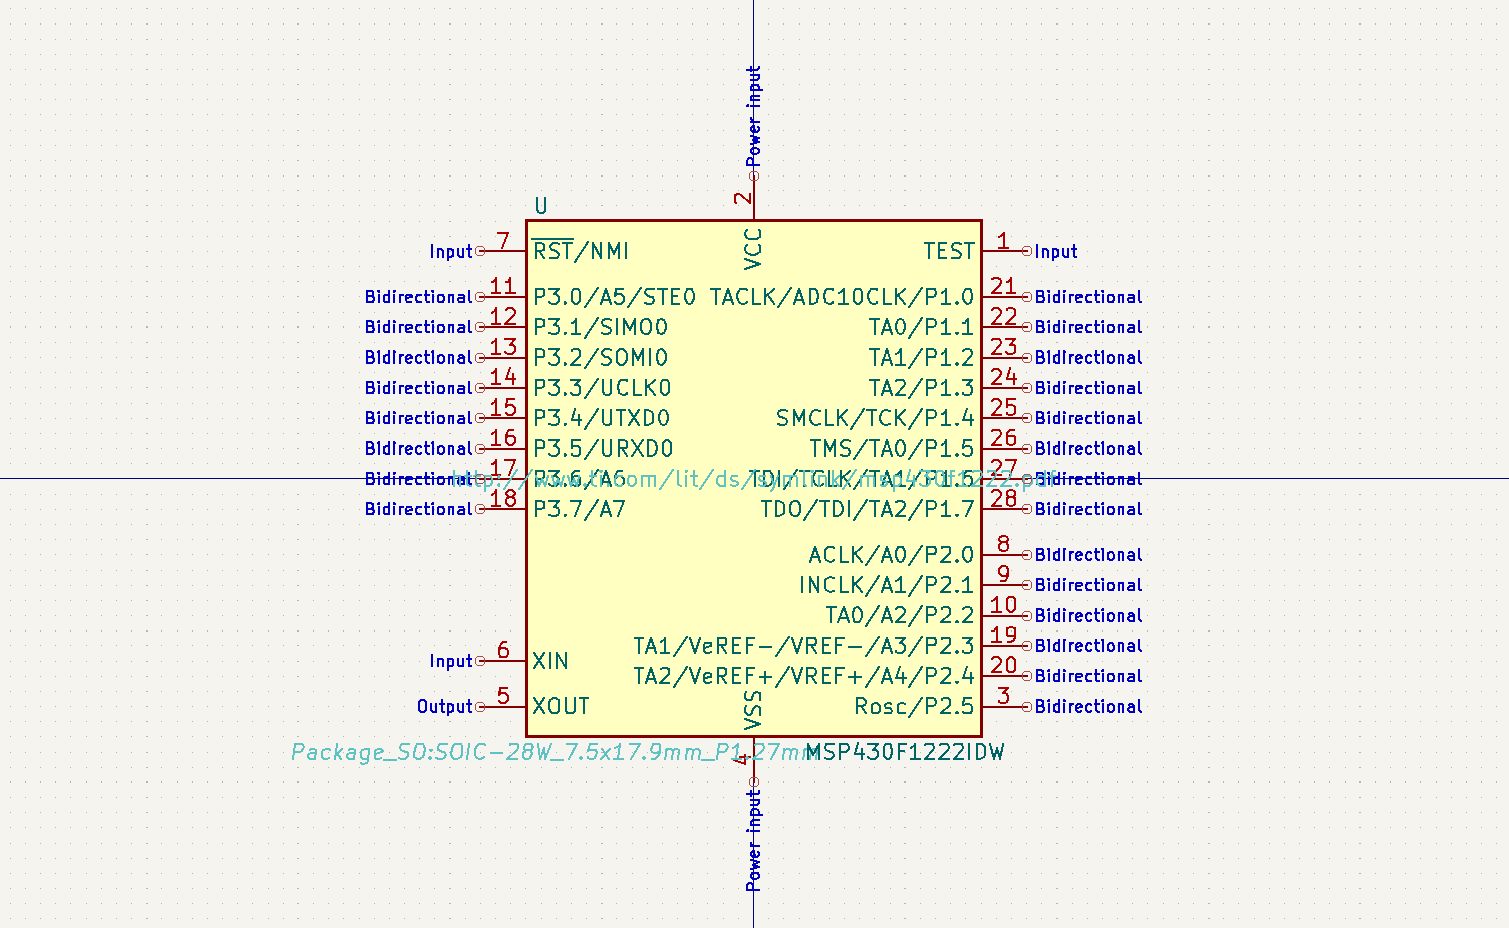 Power input
2
U
VCC
Input 7 RST/NMI TEST 1 Input
Bidirectional 11 P3.0/A5/STE0 TACLK/ADC10CLK/P1.0 21 Bidirectional
Bidirectional 12 P3.1/SIMO0 TA0/P1.1 22 Bidirectional
Bidirectional 13 P3.2/SOMI0 TA1/P1.2 23 Bidirectional
Bidirectional 14 P3.3/UCLK0 TA2/P1.3 24 Bidirectional
Bidirectional 15 P3.4/UTXD0 SMCLK/TCK/P1.4 25 Bidirectional
Bidirectional 16 P3.5/URXD0 TMS/TA0/P1.5 26 Bidirectional
Bidirectional 17 P3.6/A6 TDI/TCLK/TA1/P1.6 27 Bidirectional
http://www.ti.com/lit/ds/symlink/msp430f1222.pdf
Bidirectional 18 P3.7/A7 TDO/TDI/TA2/P1.7 28 Bidirectional
ACLK/A0/P2.0 8 Bidirectional
INCLK/A1/P2.1 9 Bidirectional
TA0/A2/P2.2 10 Bidirectional
TA1/VeREF-/VREF-/A3/P2.3 19 Bidirectional
Input 6 XIN TA2/VeREF+/VREF+/A4/P2.4 20 Bidirectional
Output 5 XOUT VSS Rosc/P2.5 3 Bidirectional
Package_SO:SOIC-28W_7.5x17.9mm_P1.27mm MSP430F1222IDW
4
Power input